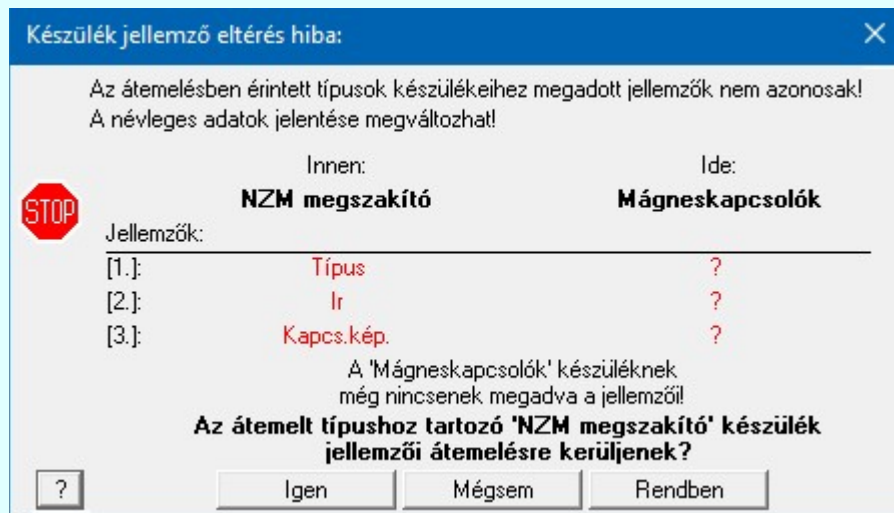 Készülék jellemző eltérés hiba:
Az átemelésben érintett típusok készülékeihez megadott jellemzők nem azonosak!
A névleges adatok jelentése megváltozhat!
Innen: Ide:
STOP
NZM megszakító Mágneskapcsolók
Jellemzők:
[1.]: Típus ?
[2.]: Ir ?
[3.]: Kapcs.kép. ?
A 'Mágneskapcsolók' készüléknek
még nincsenek megadva a jellemzői!
Az átemelt típushoz tartozó 'NZM megszakító' készülék
jellemzői átemelésre kerüljenek?
? Igen Mégsem Rendben